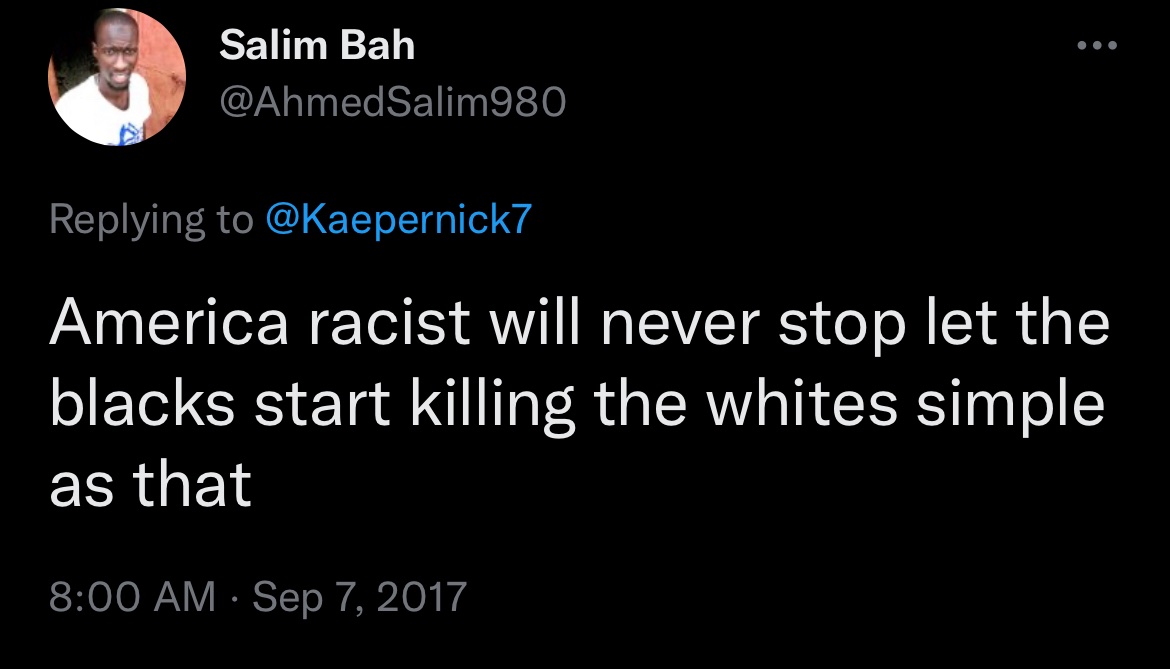 Salim Bah
@AhmedSalim980
Replying to @Kaepernick7
America racist will never stop let the
blacks start killing the whites simple
as that
8:00 AM · Sep 7, 2017